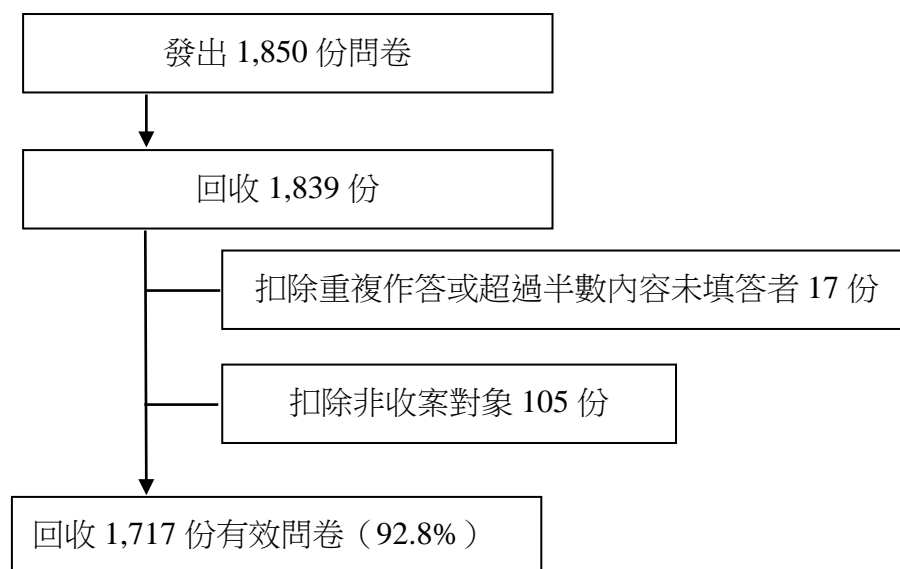 發出 1,850 份問卷
回收 1,839 份
扣除重複作答或超過半數內容未填答者 17 份
扣除非收案對象 105 份
回收 1,717 份有效問卷（92.8%）